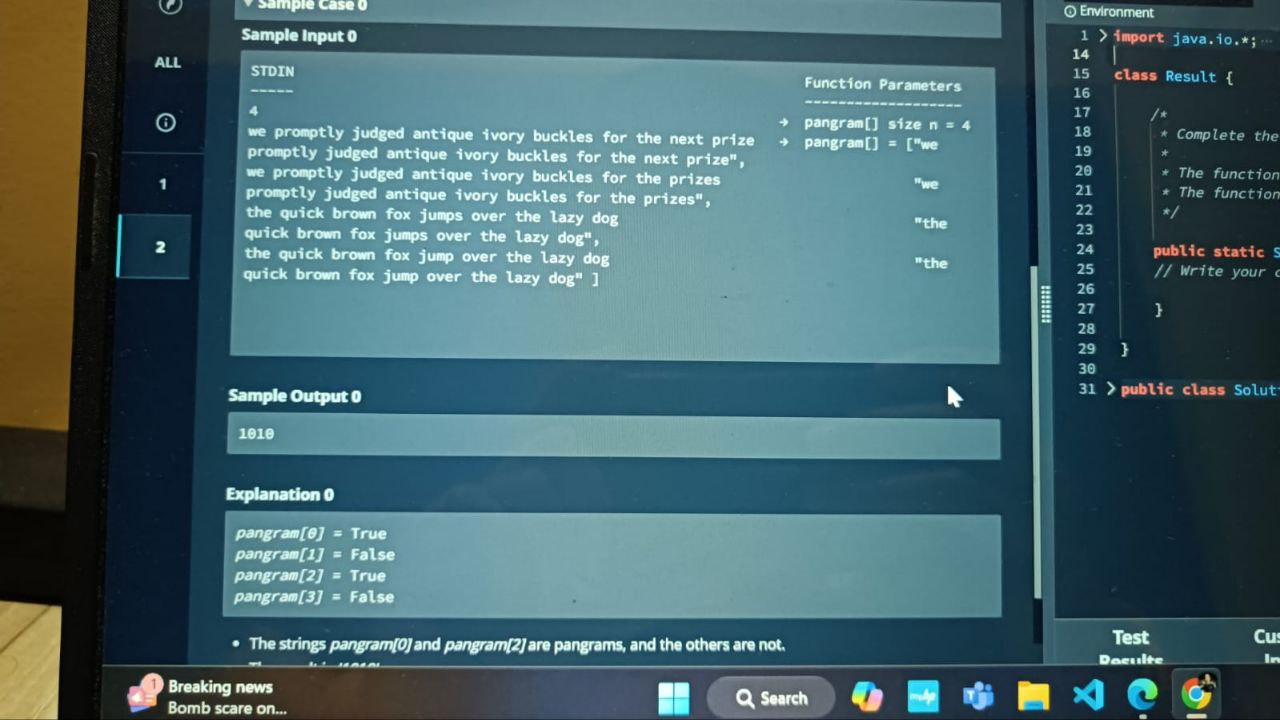 Sample Case 0
Sample Input 0
STDIN Function Parameters
----- -------------------
4 → pangram[] size n = 4
we promptly judged antique ivory buckles for the next prize → pangram[] = ["we
promptly judged antique ivory buckles for the next prize",
we promptly judged antique ivory buckles for the prizes "we
promptly judged antique ivory buckles for the prizes",
the quick brown fox jumps over the lazy dog "the
quick brown fox jumps over the lazy dog",
the quick brown fox jump over the lazy dog "the
quick brown fox jump over the lazy dog" ]
Sample Output 0
1010
Explanation 0
pangram[0] = True
pangram[1] = False
pangram[2] = True
pangram[3] = False
• The strings pangram[0] and pangram[2] are pangrams, and the others are not.
ALL
1
2
Environment
1 import java.io.*;
14
15 class Result {
16
17 /*
18 * Complete the
19 *
20 * The function
21 * The function
22 */
23
24 public static S
25 // Write your
26
27 }
28
29 }
30
31 public class
Test
Results
1
Breaking news
Bomb scare on...
Search